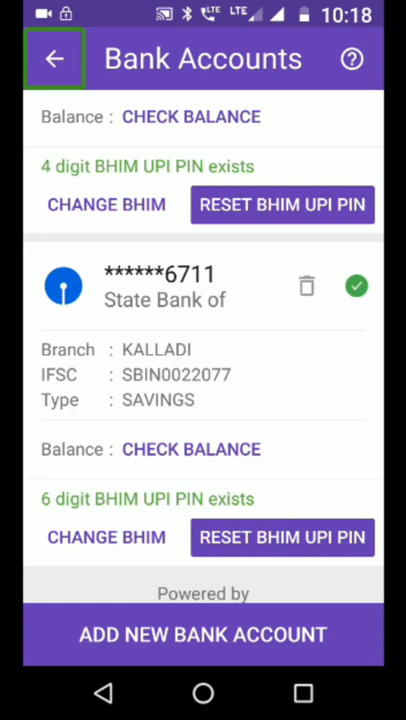 LTE LTE 10:18
Bank Accounts
Balance : CHECK BALANCE
4 digit BHIM UPI PIN exists
CHANGE BHIM RESET BHIM UPI PIN
******6711
State Bank of
Branch : KALLADI
IFSC : SBIN0022077
Type : SAVINGS
Balance : CHECK BALANCE
6 digit BHIM UPI PIN exists
CHANGE BHIM RESET BHIM UPI PIN
Powered by
ADD NEW BANK ACCOUNT